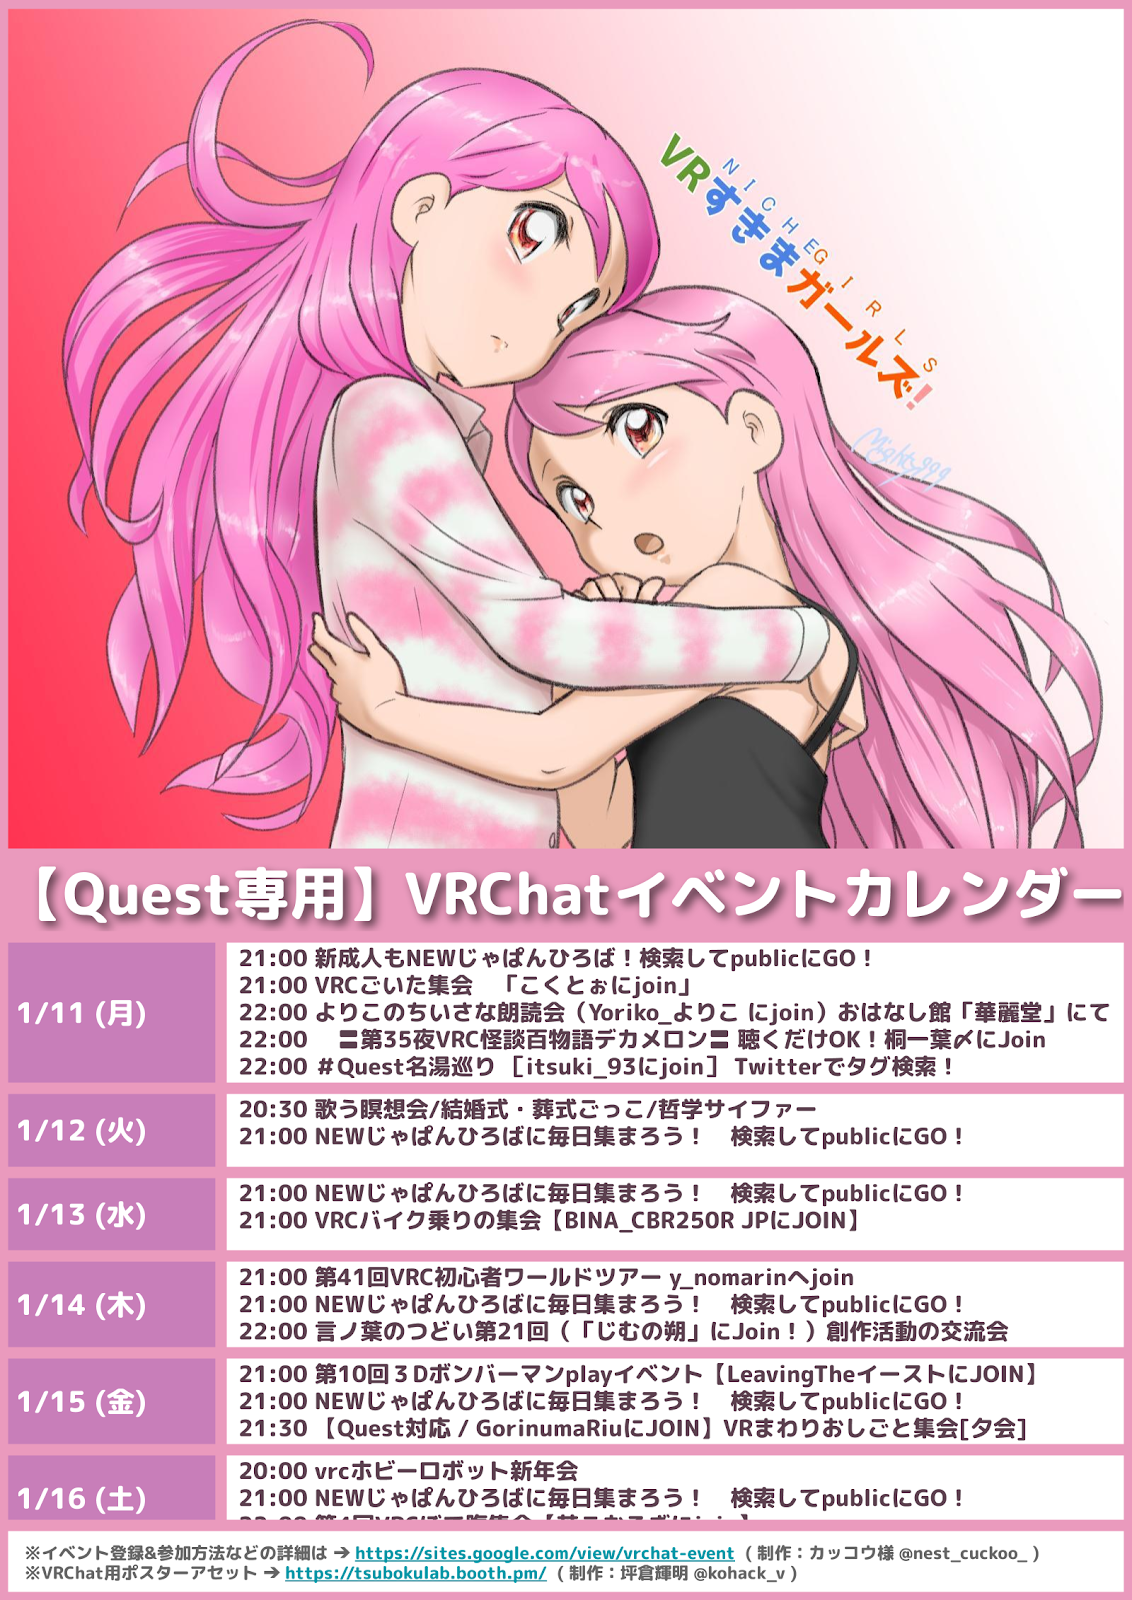 VRすきまガールズ!
NICHE GIRLS
Mighty999
【Quest専用】VRChatイベントカレンダー
1/11 (月)
21:00 新成人もNEWじゃぱんひろば！検索してpublicにGO！
21:00 VRCごいた集会　「こくとぉにjoin」
22:00 よりこのちいさな朗読会（Yoriko_よりこ にjoin）おはなし館「華麗堂」にて
22:00　〓第35夜VRC怪談百物語デカメロン〓 聴くだけOK！桐一葉〆にJoin
22:00 ＃Quest名湯巡り ［itsuki_93にjoin］ Twitterでタグ検索！
1/12 (火)
20:30 歌う瞑想会/結婚式・葬式ごっこ/哲学サイファー
21:00 NEWじゃぱんひろばに毎日集まろう！　検索してpublicにGO！
1/13 (水)
21:00 NEWじゃぱんひろばに毎日集まろう！　検索してpublicにGO！
21:00 VRCバイク乗りの集会【BINA_CBR250R JPにJOIN】
1/14 (木)
21:00 第41回VRC初心者ワールドツアー y_nomarinへjoin
21:00 NEWじゃぱんひろばに毎日集まろう！　検索してpublicにGO！
22:00 言ノ葉のつどい第21回（「じむの朔」にJoin！）創作活動の交流会
1/15 (金)
21:00 第10回３Dボンバーマンplayイベント【LeavingTheイーストにJOIN】
21:00 NEWじゃぱんひろばに毎日集まろう！　検索してpublicにGO！
21:30 【Quest対応 / GorinumaRiuにJOIN】VRまわりおしごと集会[夕会]
1/16 (土)
20:00 vrcホビーロボット新年会
21:00 NEWじゃぱんひろばに毎日集まろう！　検索してpublicにGO！
※イベント登録&参加方法などの詳細は ➔ https://sites.google.com/view/vrchat-event （ 制作：カッコウ様 @nest_cuckoo_ ）
※VRChat用ポスターアセット ➔ https://tsubokulab.booth.pm/ （ 制作：坪倉輝明 @kohack_v ）